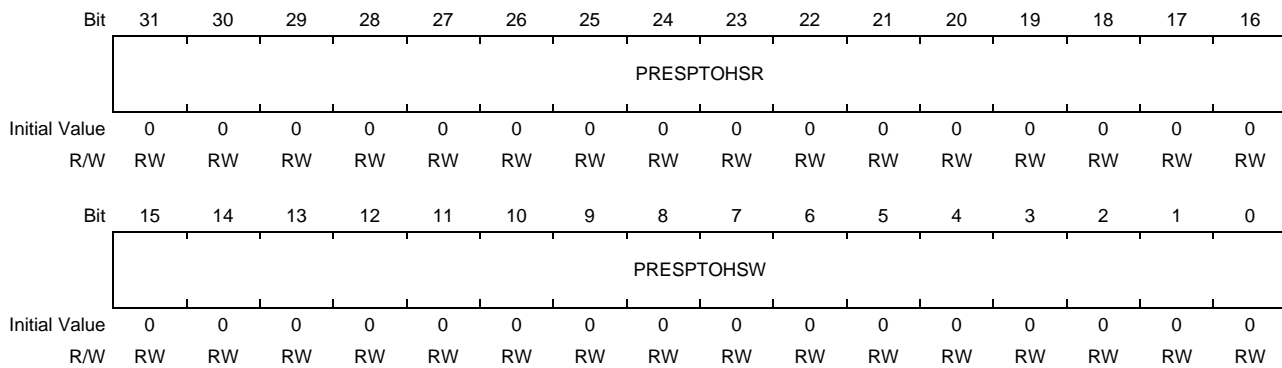 Bit 31 30 29 28 27 26 25 24 23 22 21 20 19 18 17 16
PRESPTOHSR
Initial Value 0 0 0 0 0 0 0 0 0 0 0 0 0 0 0 0
R/W RW RW RW RW RW RW RW RW RW RW RW RW RW RW RW RW
Bit 15 14 13 12 11 10 9 8 7 6 5 4 3 2 1 0
PRESPTOHSW
Initial Value 0 0 0 0 0 0 0 0 0 0 0 0 0 0 0 0
R/W RW RW RW RW RW RW RW RW RW RW RW RW RW RW RW RW